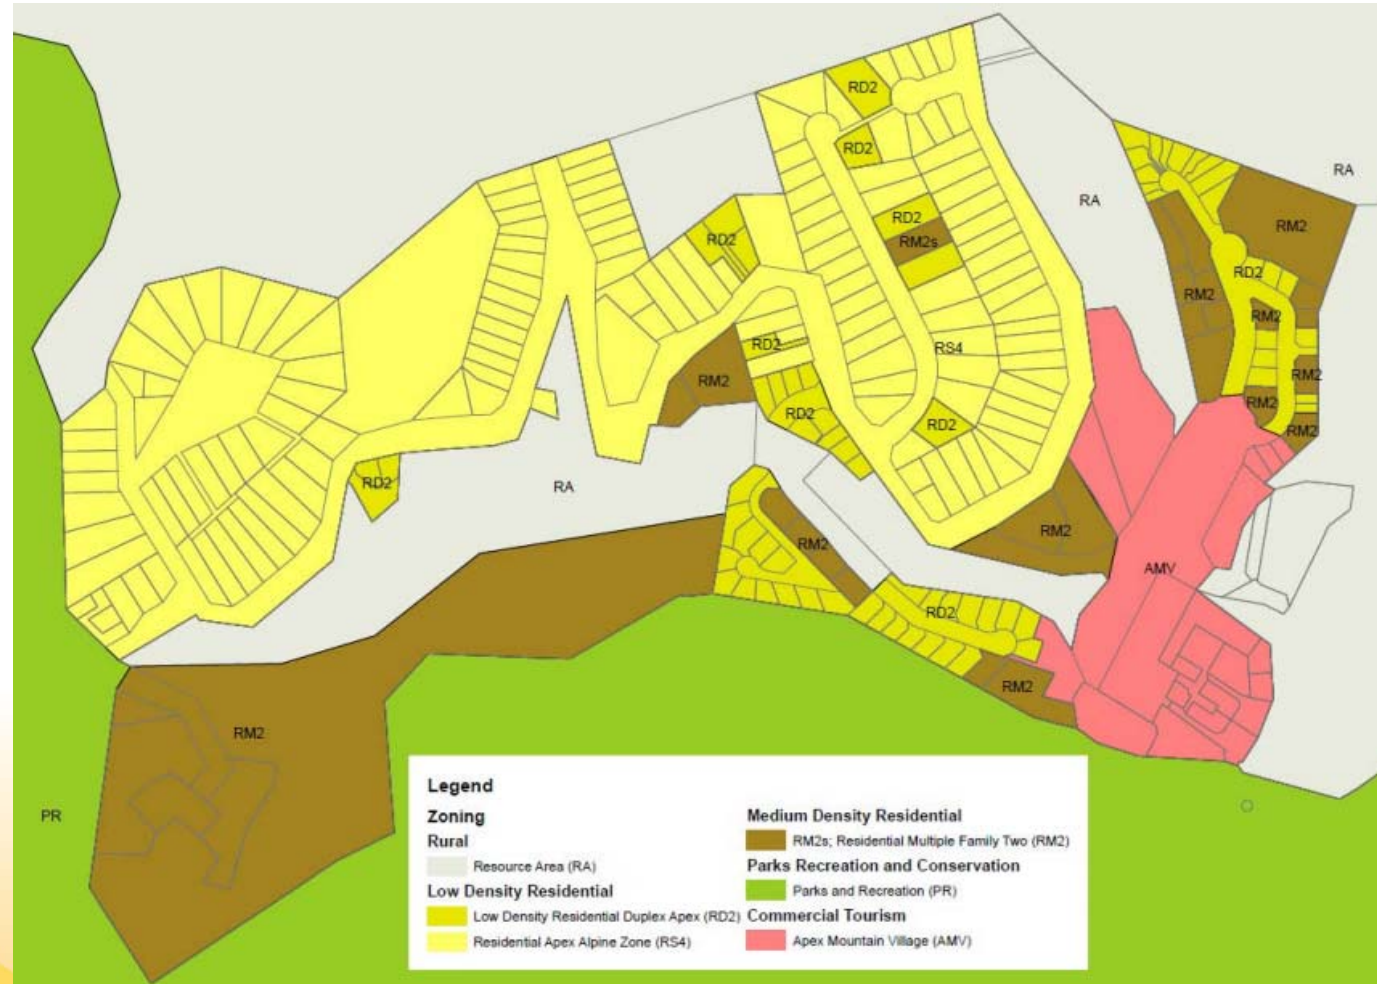 RD2
RD2
RA
RA
RD2
RM2
RD2
RM2s
RD2
RM2
RM2
RD2
RS4
RM2
RM2
RD2
RM2
RD2
RM2
RD2
RA
RM2
RM2
AMV
RD2
RM2
RM2
PR
Legend
Zoning
Rural
Resource Area (RA)
Low Density Residential
Low Density Residential Duplex Apex (RD2)
Residential Apex Alpine Zone (RS4)
Medium Density Residential
RM2s; Residential Multiple Family Two (RM2)
Parks Recreation and Conservation
Parks and Recreation (PR)
Commercial Tourism
Apex Mountain Village (AMV)